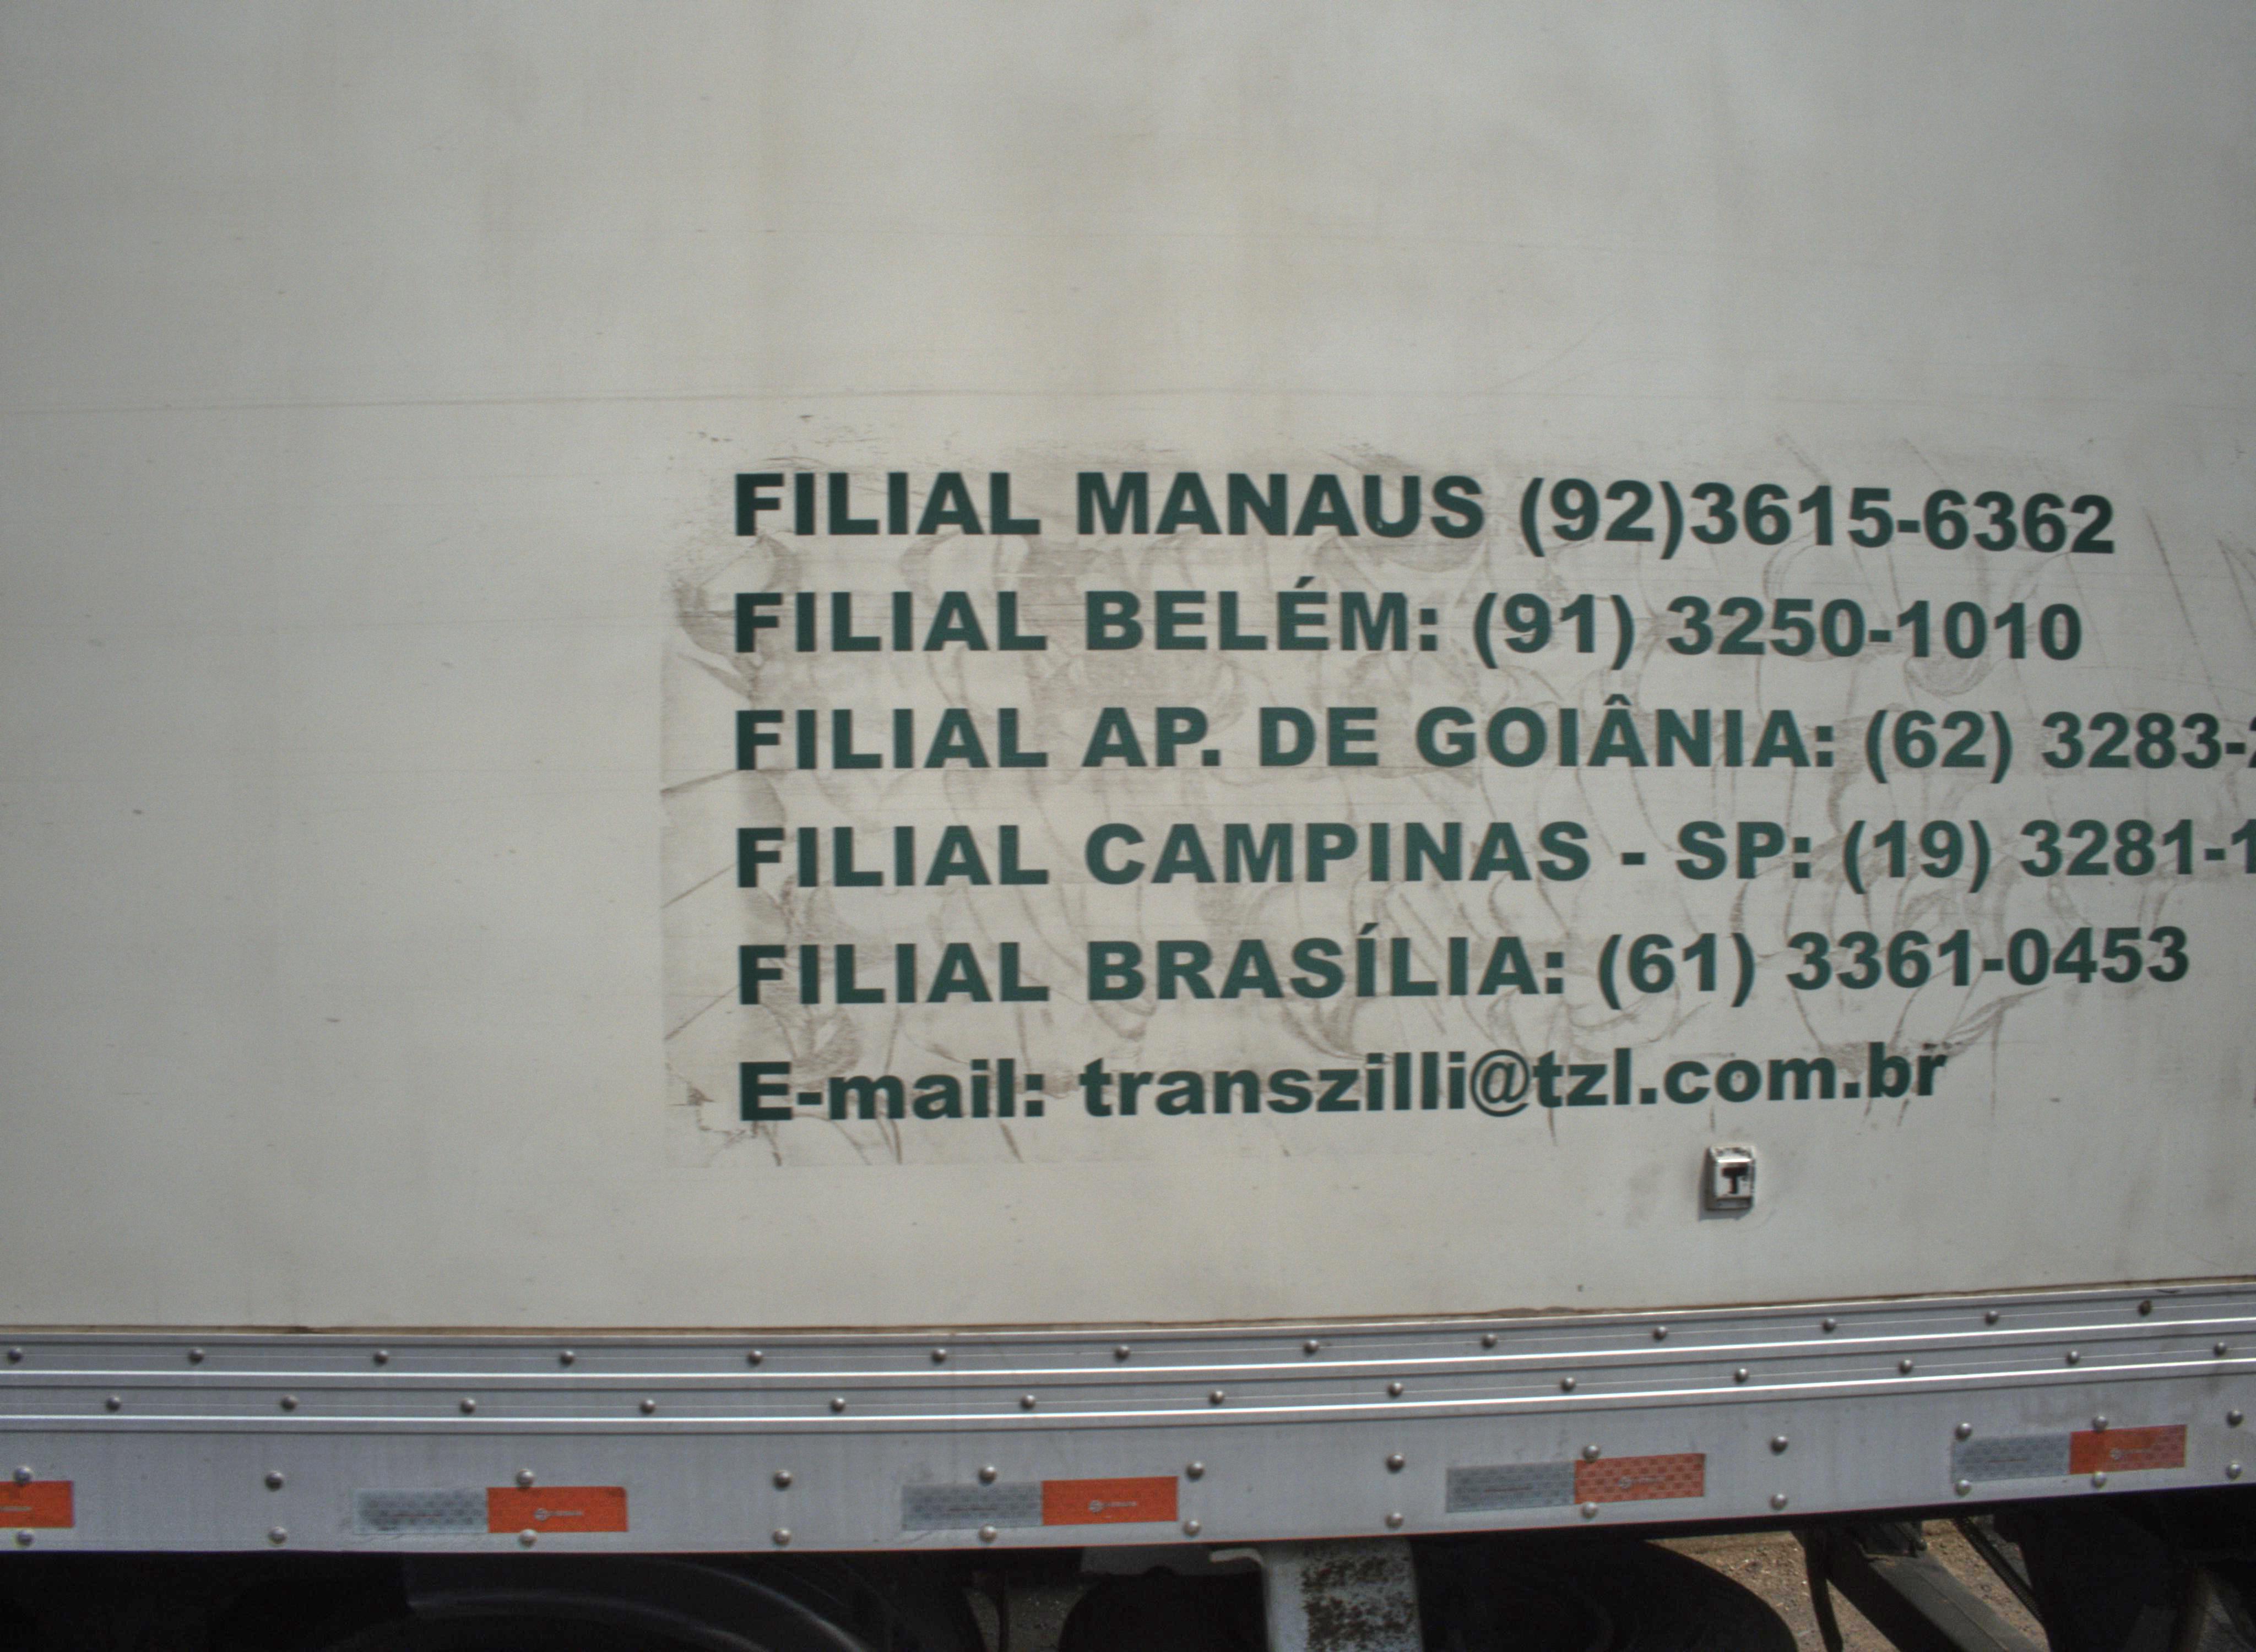 FILIAL MANAUS (92)3615-6362
FILIAL BELÉM: (91) 3250-1010
FILIAL AP. DE GOIÂNIA: (62) 3283-
FILIAL CAMPINAS - SP: (19) 3281-1
FILIAL BRASÍLIA: (61) 3361-0453
E-mail: transzilli@tzl.com.br
T